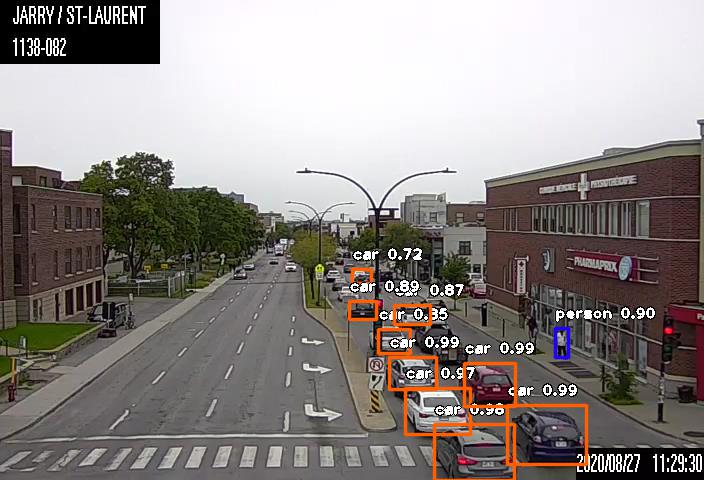 JARRY / ST-LAURENT
1138-082
car 0.72
car 0.89
car 0.87
car 0.85
car 0.99
car 0.97
car 0.99
car 0.99
car 0.98
person 0.90
PHARMAPRIX
2020/08/27 11:29:30